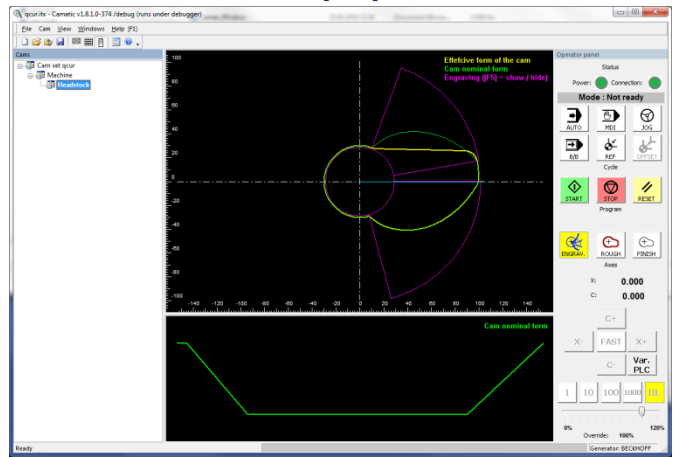 qcur.itx - Camatic v1.8.1.0-374 /debug (runs under debugger)
File Cam View Windows Help [F1]
Cams
Cam set qcur
Machine
Headstock
Effefcive form of the cam
Cam nominal form
Engraving ([F5] = show / hide)
100
80
60
40
20
0
-20
-40
-60
-80
-100
-140 -120 -100 -80 -60 -40 -20 0 20 40 60 80 100 120 140
Cam nominal form
Operator panel
Status
Power: Connection:
Mode : Not ready
AUTO MDI JOG
B/B REF OFFSET
Cycle
START STOP RESET
Program
ENGRAV. ROUGH FINISH
Axes
X: 0.000
C: 0.000
C+
X- FAST X+
C- Var. PLC
1 10 100 1000
0% 120%
Override: 100%
Ready
Generator: BECKHOFF